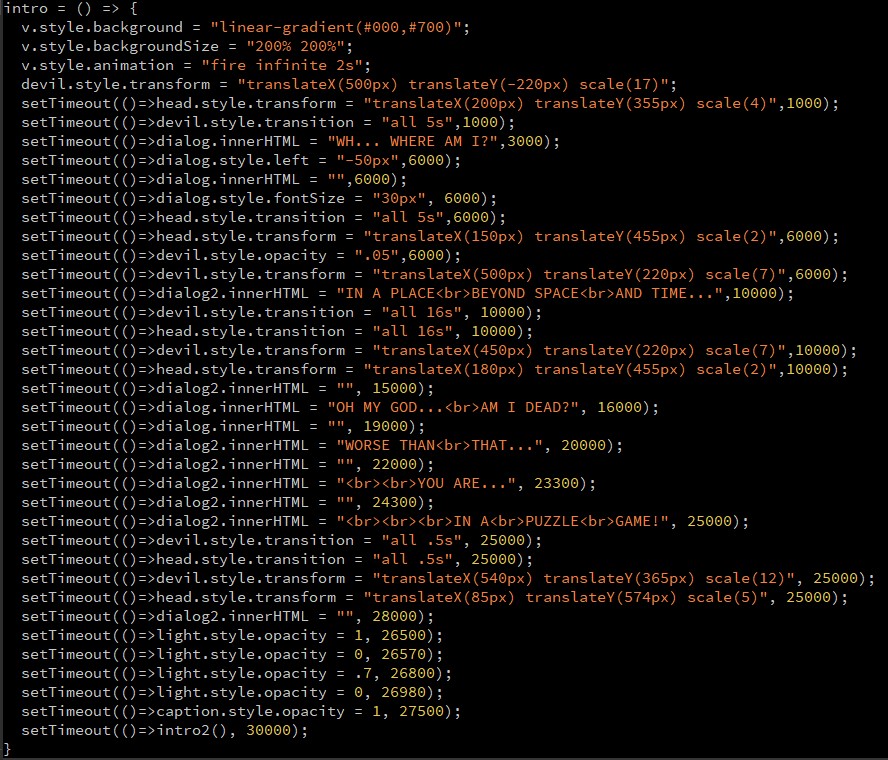 intro = () => {
  v.style.background = "linear-gradient(#000,#700)";
  v.style.backgroundSize = "200% 200%";
  v.style.animation = "fire infinite 2s";
  devil.style.transform = "translateX(500px) translateY(-220px) scale(17)";
  setTimeout(()=>head.style.transform = "translateX(200px) translateY(355px) scale(4)",1000);
  setTimeout(()=>devil.style.transition = "all 5s",1000);
  setTimeout(()=>dialog.innerHTML = "WH... WHERE AM I?",3000);
  setTimeout(()=>dialog.style.left = "-50px",6000);
  setTimeout(()=>dialog.innerHTML = "",6000);
  setTimeout(()=>dialog.style.fontSize = "30px", 6000);
  setTimeout(()=>head.style.transition = "all 5s",6000);
  setTimeout(()=>head.style.transform = "translateX(150px) translateY(455px) scale(2)",6000);
  setTimeout(()=>devil.style.opacity = ".05",6000);
  setTimeout(()=>devil.style.transform = "translateX(500px) translateY(220px) scale(7)",6000);
  setTimeout(()=>dialog2.innerHTML = "IN A PLACE<br>BEYOND SPACE<br>AND TIME...",10000);
  setTimeout(()=>devil.style.transition = "all 16s", 10000);
  setTimeout(()=>head.style.transition = "all 16s", 10000);
  setTimeout(()=>devil.style.transform = "translateX(450px) translateY(220px) scale(7)",10000);
  setTimeout(()=>head.style.transform = "translateX(180px) translateY(455px) scale(2)",10000);
  setTimeout(()=>dialog2.innerHTML = "", 15000);
  setTimeout(()=>dialog.innerHTML = "OH MY GOD...<br>AM I DEAD?", 16000);
  setTimeout(()=>dialog.innerHTML = "", 19000);
  setTimeout(()=>dialog2.innerHTML = "WORSE THAN<br>THAT...", 20000);
  setTimeout(()=>dialog2.innerHTML = "", 22000);
  setTimeout(()=>dialog2.innerHTML = "<br><br>YOU ARE...", 23300);
  setTimeout(()=>dialog2.innerHTML = "", 24300);
  setTimeout(()=>dialog2.innerHTML = "<br><br><br>IN A<br>PUZZLE<br>GAME!", 25000);
  setTimeout(()=>devil.style.transition = "all .5s", 25000);
  setTimeout(()=>head.style.transition = "all .5s", 25000);
  setTimeout(()=>devil.style.transform = "translateX(540px) translateY(365px) scale(12)", 25000);
  setTimeout(()=>head.style.transform = "translateX(85px) translateY(574px) scale(5)", 25000);
  setTimeout(()=>dialog2.innerHTML = "", 28000);
  setTimeout(()=>light.style.opacity = 1, 26500);
  setTimeout(()=>light.style.opacity = 0, 26570);
  setTimeout(()=>light.style.opacity = .7, 26800);
  setTimeout(()=>light.style.opacity = 0, 26980);
  setTimeout(()=>caption.style.opacity = 1, 27500);
  setTimeout(()=>intro2(), 30000);
}